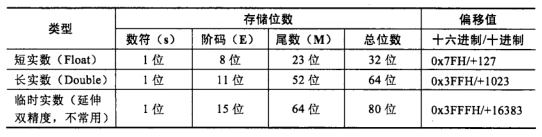 类型 存储位数 偏移值
数符（s） 阶码（E） 尾数（M） 总位数 十六进制/十进制
短实数（Float） 1 位 8 位 23 位 32 位 0x7FH/+127
长实数（Double） 1 位 11 位 52 位 64 位 0x3FFH/+1023
临时实数（延伸双精度，不常用） 1 位 15 位 64 位 80 位 0x3FFFH/+16383